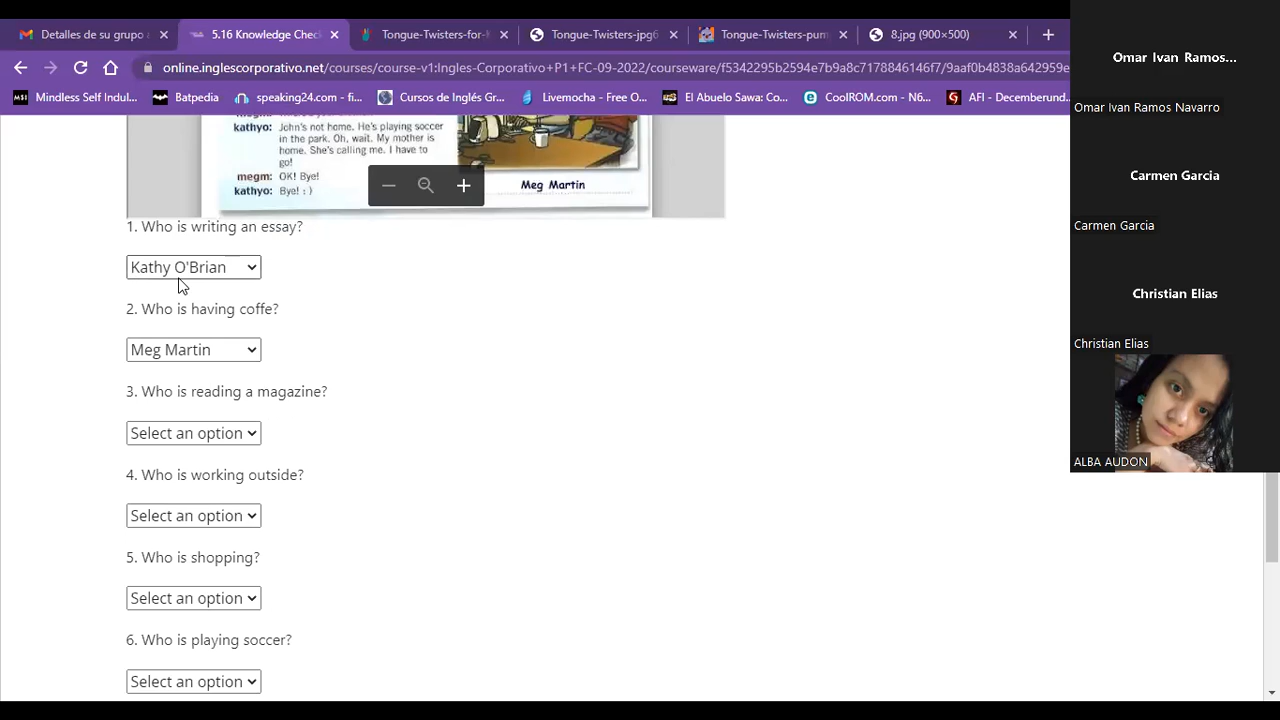 Detalles de su grupo
5.16 Knowledge Chec
Tongue-Twisters-for-
Tongue-Twisters-jpg6
Tongue-Twisters-pum
8.jpg (900×590)
online.inglescorporativo.net/courses/course-v1:Ingles-Corporativo+P1+FC-09-2022/courseware/f5342295b2594e7b9a8c7178846146f7/9aaf0b4838a642959e
Mindless Self Indul...
Batpedia
speaking24.com - fi...
Cursos de Inglés Gr...
Livemocha - Free O...
El Abuelo Sawa: Co...
CoolROM.com - N6...
AFI - Decemberund...
kathyo: John's not home. He's playing soccer
in the park. Oh, wait. My mother is
home. She's calling me. I have to
go!
megm: OK! Bye!
kathyo: Bye! : )
Meg Martin
1. Who is writing an essay?
Kathy O'Brian
2. Who is having coffe?
Meg Martin
3. Who is reading a magazine?
Select an option
4. Who is working outside?
Select an option
5. Who is shopping?
Select an option
6. Who is playing soccer?
Select an option
Omar Ivan Ramos...
Omar Ivan Ramos Navarro
Carmen Garcia
Carmen Garcia
Christian Elias
Christian Elias
ALBA AUDON